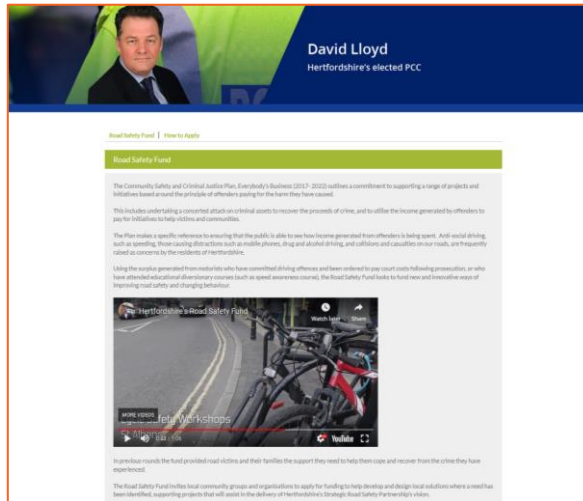 David Lloyd
Hertfordshire's elected PCC
Road Safety Fund | How to Apply
Road Safety Fund
The Community Safety and Criminal Justice Plan, Everybody's Business (2017-2022) outlines a commitment to supporting a range of projects and
initiatives based around the principle of offenders paying for the harm they have caused.
This includes undertaking a concerted attack on criminal assets to recover the proceeds of crime, and to utilise the income generated by offenders to
pay for initiatives to help victims and communities.
The Plan makes a specific reference to ensuring that the public is able to see how income generated from offenders is being spent. Anti-social driving,
such as speeding, those causing distractions such as mobile phones, drug and alcohol driving, and collisions and casualties on our roads, are frequently
raised as concerns by the residents of Hertfordshire.
Using the surplus generated from motorists who have committed driving offences and been ordered to pay court costs following prosecution, or who
have attended educational diversionary courses (such as speed awareness course), the Road Safety Fund looks to fund new and innovative ways of
improving road safety and changing behaviour.
Hertfordshire's Road Safety Fund
Watch later
Share
MORE VIDEOS
Safety Workshops
YouTube
In previous rounds the fund provided road victims and their families the support they need to help them cope and recover from the crime they have
experienced.
The Road Safety Fund invites local community groups and organisations to apply for funding to help develop and design local solutions where a need has
been identified, supporting projects that will assist in the delivery of Hertfordshire's Strategic Road Safety Partnership's vision.